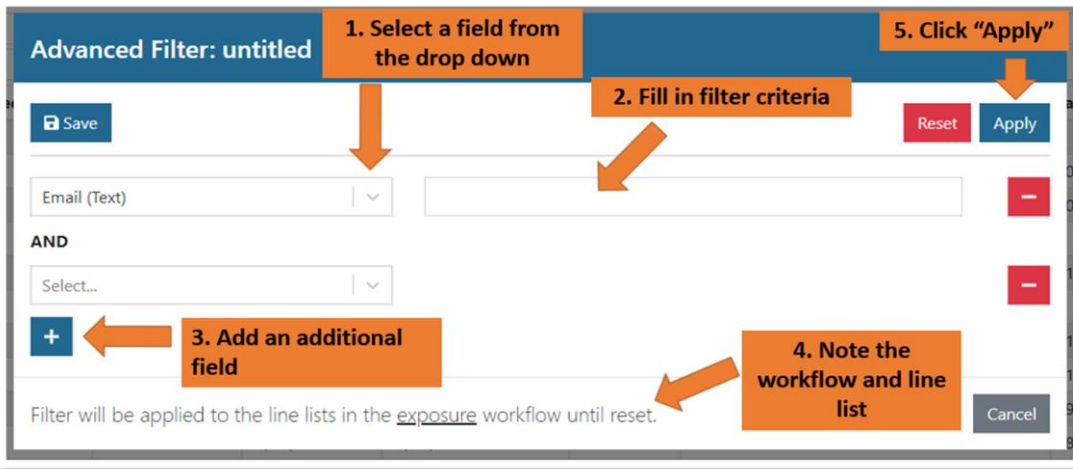 Advanced Filter: untitled
1. Select a field from
the drop down
5. Click “Apply”
2. Fill in filter criteria
Save
Reset
Apply
Email (Text)
AND
Select...
+
3. Add an additional
field
4. Note the
workflow and line
list
Filter will be applied to the line lists in the exposure workflow until reset.
Cancel